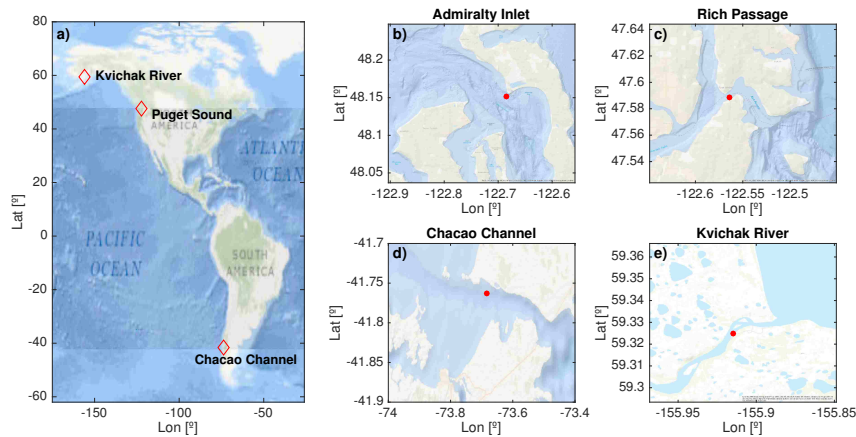 a)
Kvichak River
Puget Sound
AMERICA
ATLANTIC
OCEAN
PACIFIC
OCEAN
SOUTH
AMERICA
Chacao Channel
80
60
40
20
0
-20
-40
-60
Lat [º]
-150
-100
-50
Lon [º]
Admiralty Inlet
b)
48.2
48.15
48.1
48.05
Lat [º]
-122.9
-122.8
-122.7
-122.6
Lon [º]
Rich Passage
c)
47.64
47.62
47.6
47.58
47.56
47.54
Lat [º]
-122.6
-122.55
-122.5
Lon [º]
Chacao Channel
d)
-41.7
-41.75
-41.8
-41.85
-41.9
Lat [º]
-74
-73.8
-73.6
-73.4
Lon [º]
Kvichak River
e)
59.36
59.35
59.34
59.33
59.32
59.31
59.3
Lat [º]
-155.95
-155.9
-155.85
Lon [º]